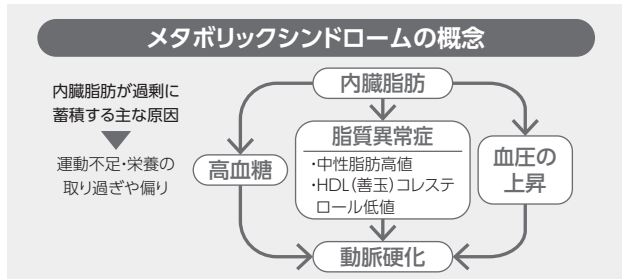 メタボリックシンドロームの概念
内臓脂肪が過剰に
蓄積する主な原因
運動不足・栄養の
取り過ぎや偏り
内臓脂肪
高血糖
脂質異常症
・中性脂肪高値
・HDL(善玉)コレステ
ロール低値
血圧の
上昇
動脈硬化